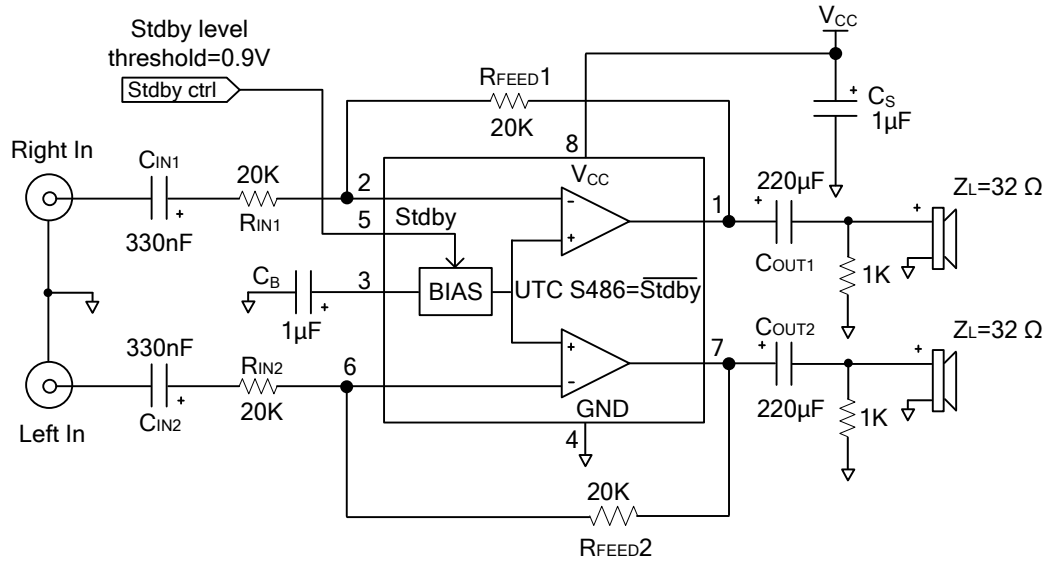 Stdby level
threshold=0.9V
Stdby ctrl
VCC
RFEED1
20K
CS
1µF
8
VCC
Right In
CIN1
20K
RIN1
330nF
2
5
Stdby
-
+
1
220µF
+
COUT1
1K
+
ZL=32 Ω
CB
1µF
+
3
BIAS
UTC S486=Stdby
COUT2
+
220µF
1K
+
ZL=32 Ω
330nF
CIN2
+
RIN2
20K
6
+
-
7
GND
4
Left In
20K
RFEED2